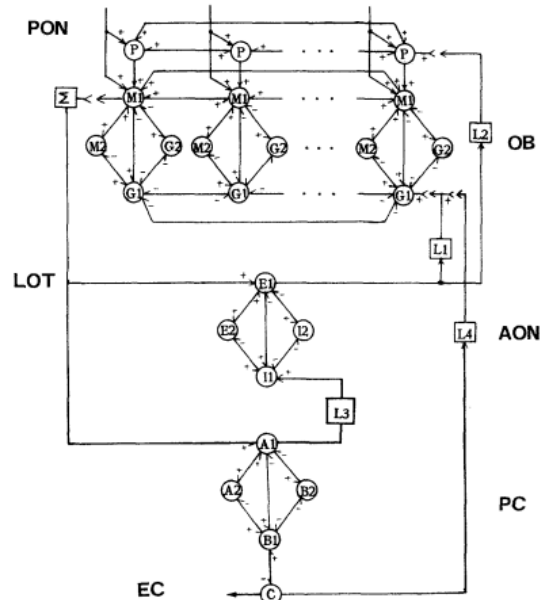 PON
P P . . . P
Σ M1 M1 . . . M1
L2 OB
M2 G2 M2 G2 . . . M2 G2
G1 G1 . . . G1
L1
LOT E1
E2 I2 L4 AON
I1
L3
A1
A2 B2 PC
B1
EC C